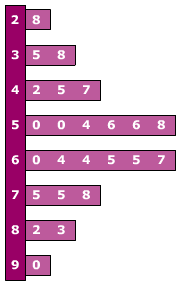 2 8
3 5 8
4 2 5 7
5 0 0 4 6 6 8
6 0 4 4 5 5 7
7 5 5 8
8 2 3
9 0